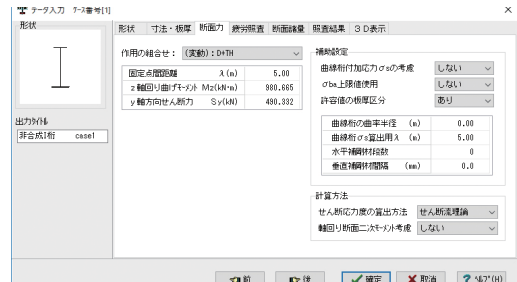 データ入力 ケース番号[1]
形状
形状 寸法・板厚 断面力 疲労照査 断面諸量 照査結果 3D表示
作用の組合せ： (変動)：D+TH
固定点間距離 λ(m) 5.00
z軸回り曲げモーメント Mz(kN･m) 980.665
y軸方向せん断力 Sy(kN) 490.332
出力タイトル
非合成I桁 case1
補助設定
曲線桁付加応力σsの考慮 しない
σba上限値使用 しない
許容値の板厚区分 あり
曲線桁の曲率半径 (m) 0.00
曲線桁σs算出用λ (m) 5.00
水平補剛材段数 0
垂直補剛材間隔 (mm) 0.0
計算方法
せん断応力度の算出方法 せん断流理論
軸回り断面二次モーメント考慮 しない
前 後 確定 取消 ヘルプ(H)